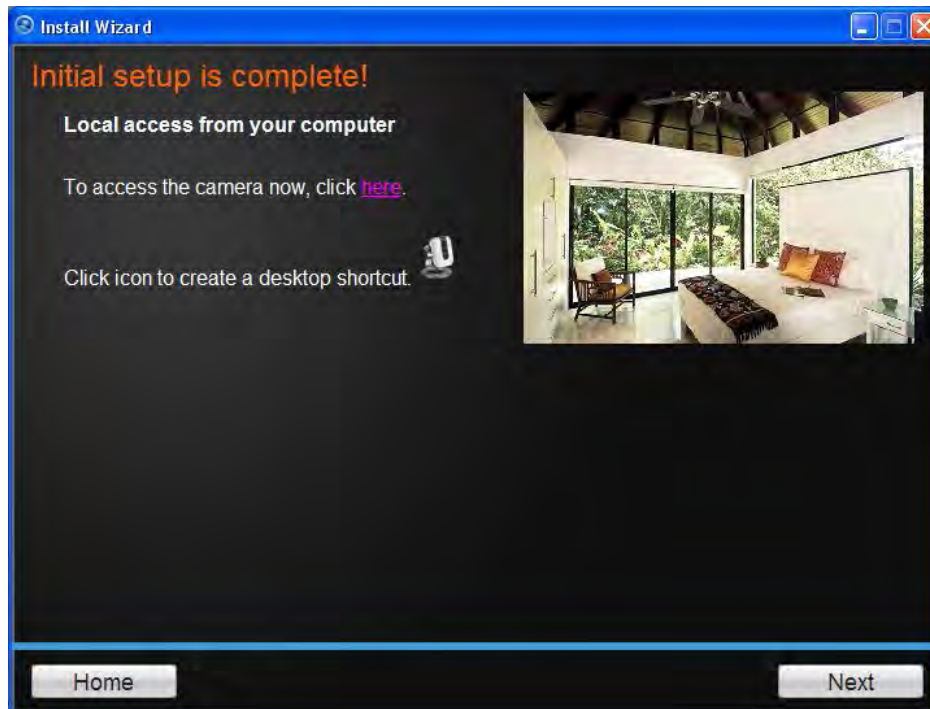 Install Wizard
Initial setup is complete!
Local access from your computer
To access the camera now, click here.
Click icon to create a desktop shortcut.
Home
Next